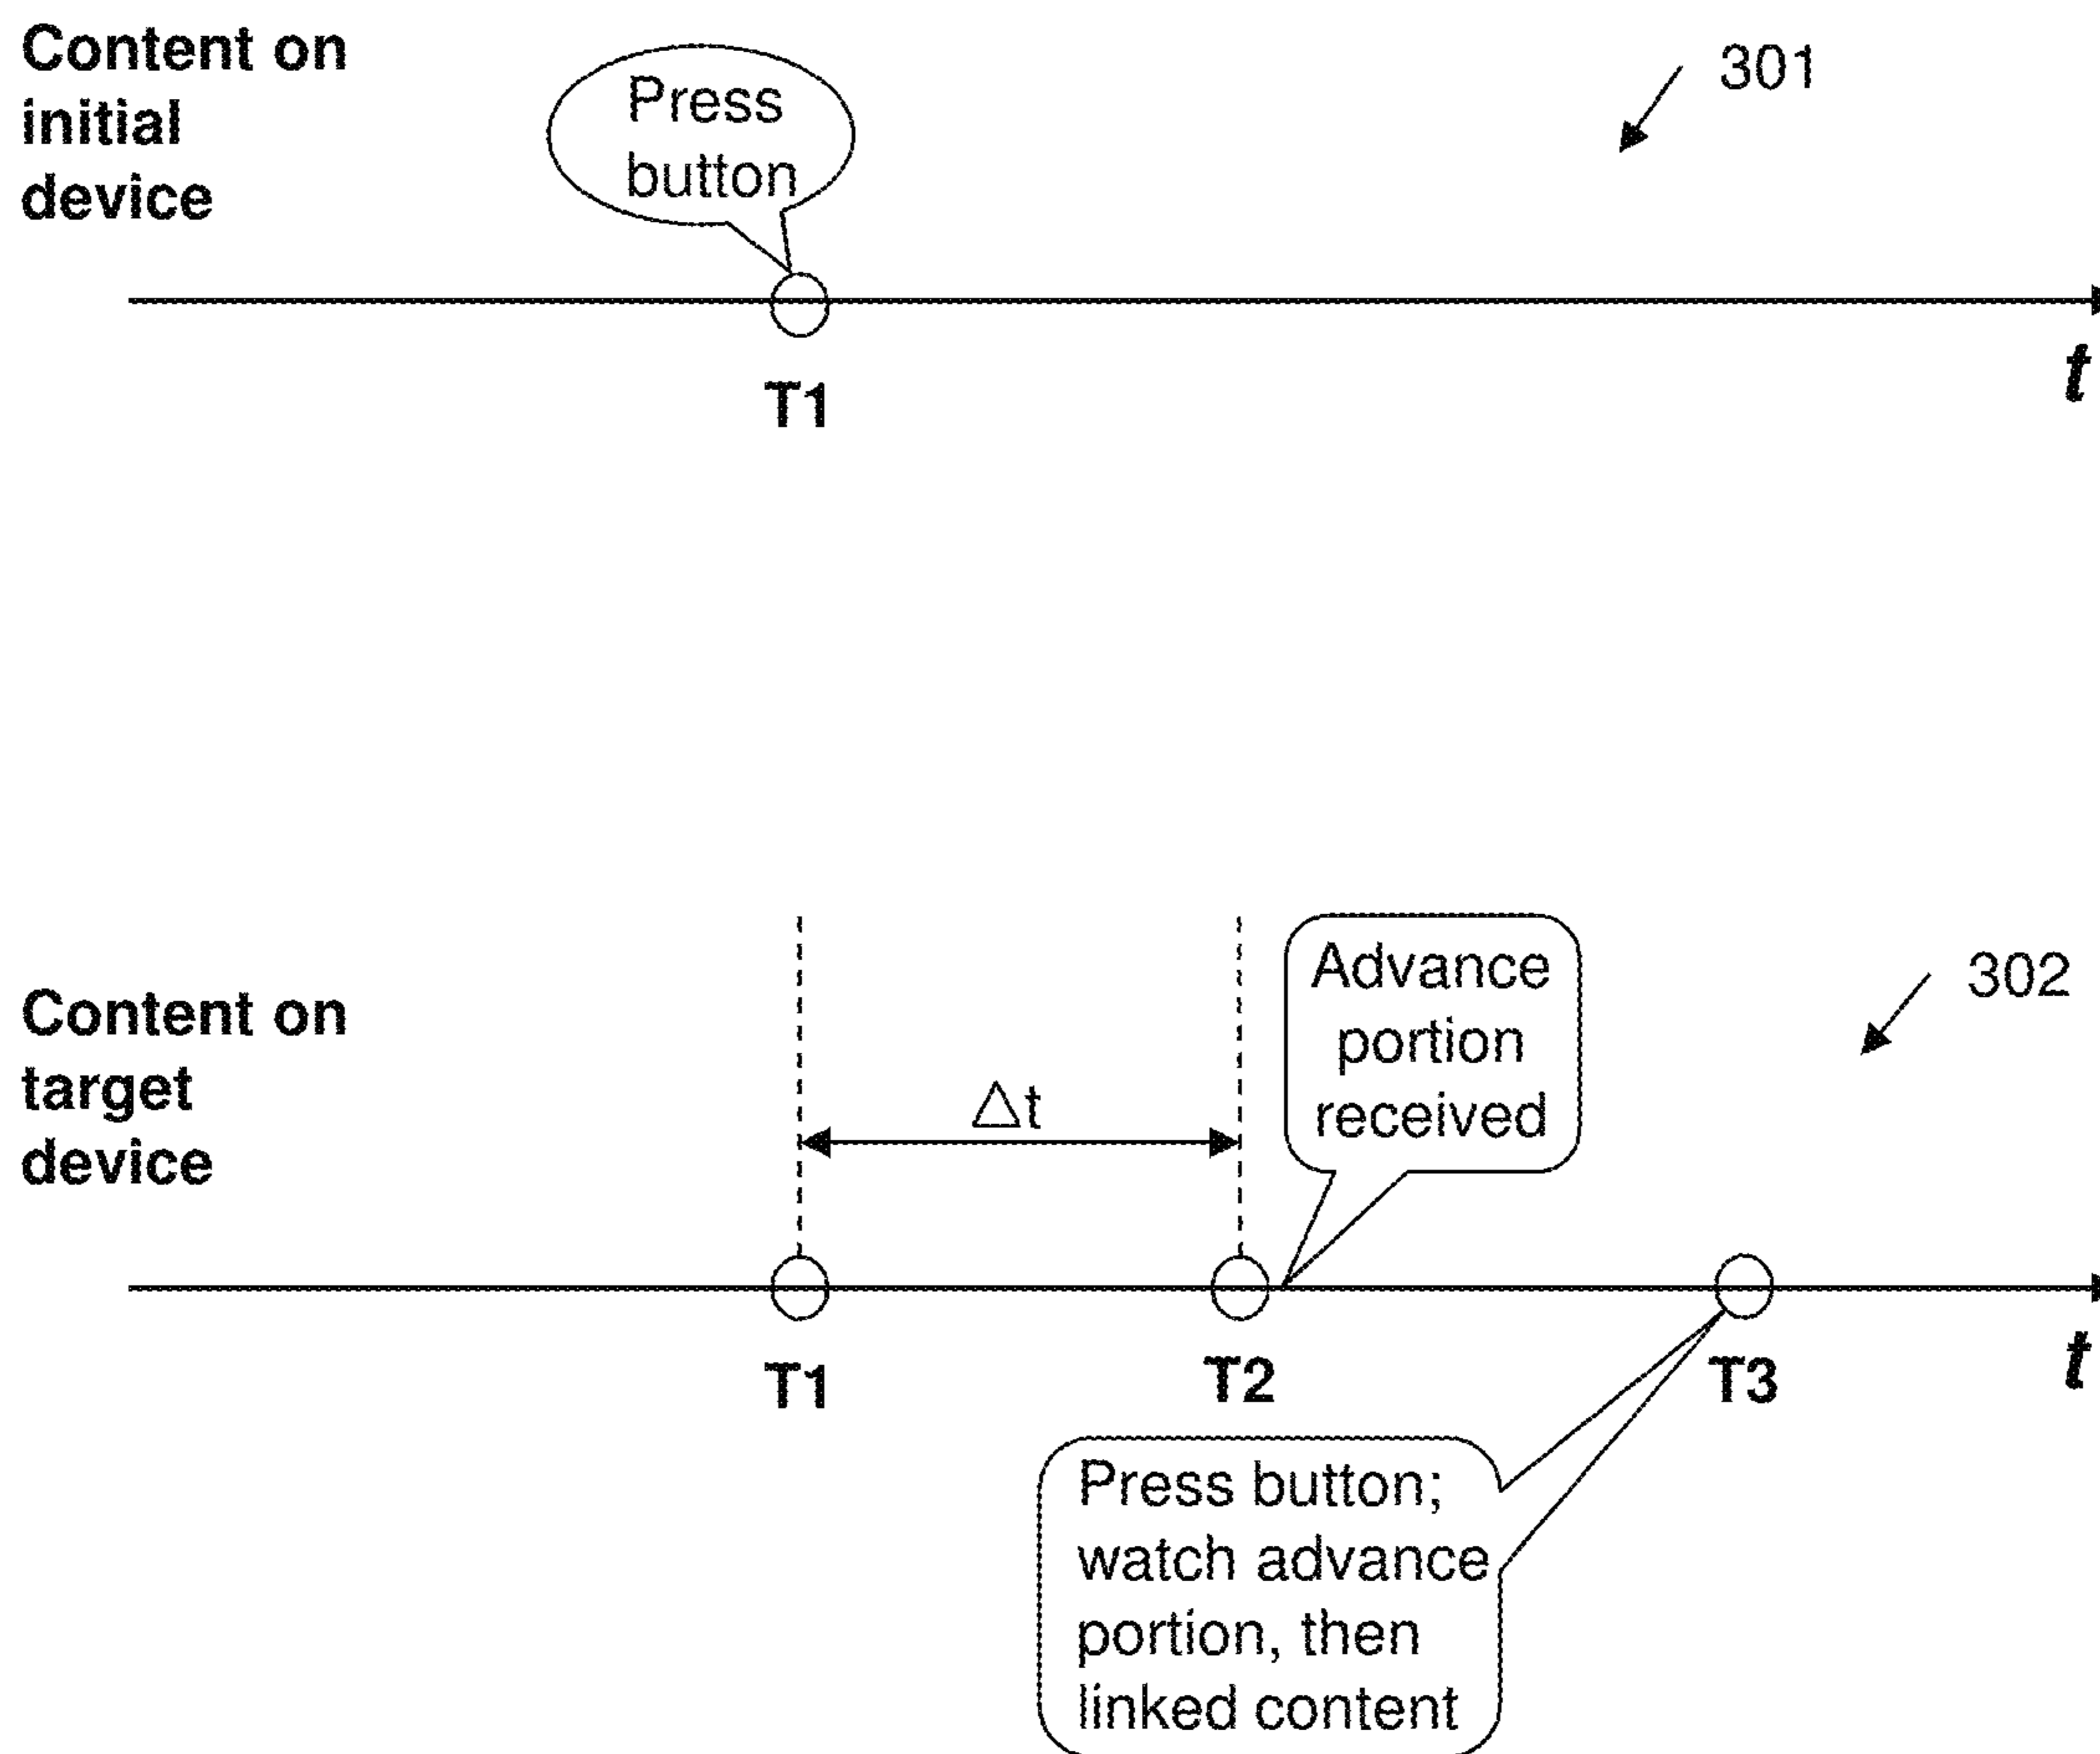 Content on
initial
device
Press
button
301
T1
t
Content on
target
device
Δt
Advance
portion
received
302
T1
T2
T3
t
Press button;
watch advance
portion, then
linked content